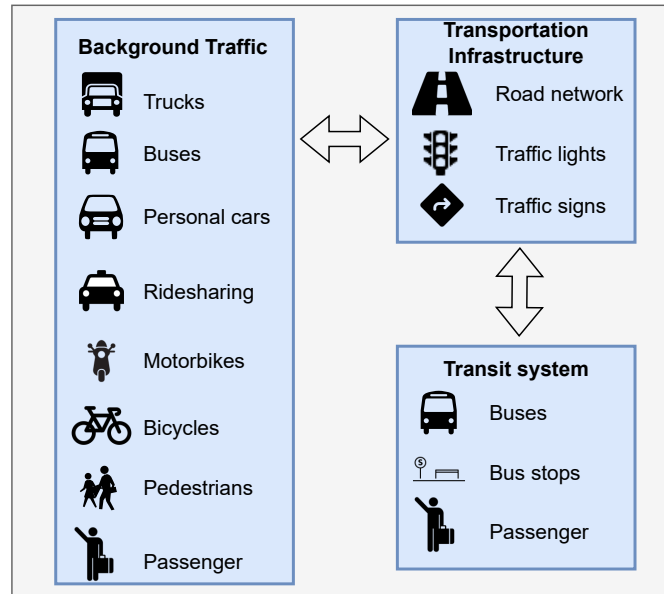 Background Traffic
Trucks
Buses
Personal cars
Ridesharing
Motorbikes
Bicycles
Pedestrians
Passenger
Transportation
Infrastructure
Road network
Traffic lights
Traffic signs
Transit system
Buses
S
Bus stops
Passenger